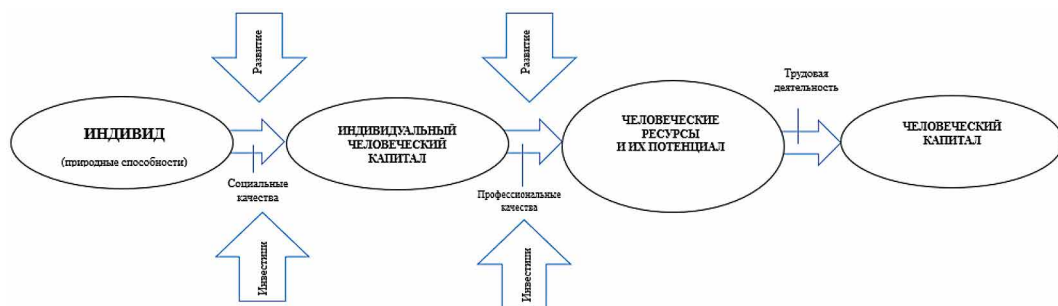 Развитие
Развитие
ИНДИВИД
(природные способности)
Социальные
качества
ИНДИВИДУАЛЬНЫЙ
ЧЕЛОВЕЧЕСКИЙ
КАПИТАЛ
Профессиональные
качества
ЧЕЛОВЕЧЕСКИЕ
РЕСУРСЫ
И ИХ ПОТЕНЦИАЛ
Трудовая
деятельность
ЧЕЛОВЕЧЕСКИЙ
КАПИТАЛ
Инвестиции
Инвестиции